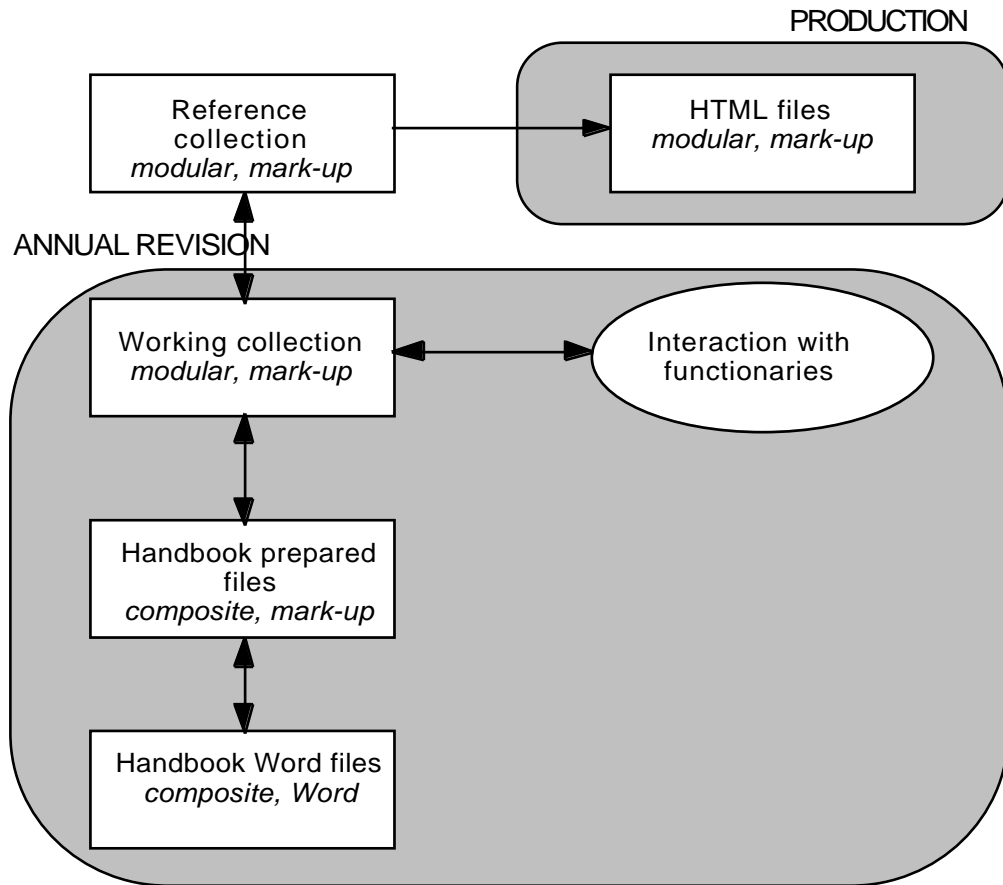 PRODUCTION
Reference
collection
modular, mark-up
HTML files
modular, mark-up
ANNUAL REVISION
Working collection
modular, mark-up
Interaction with
functionaries
Handbook prepared
files
composite, mark-up
Handbook Word files
composite, Word